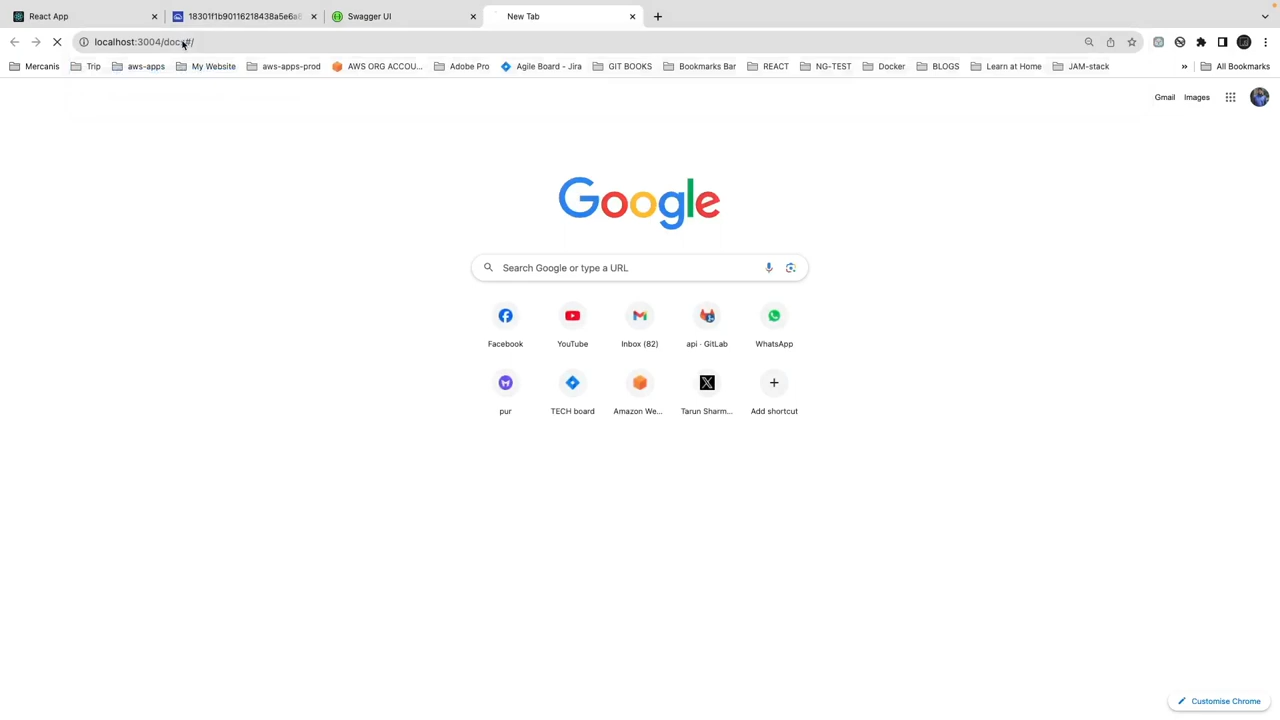 React App
18301f1b90116218438a5e6a8
Swagger UI
New Tab
localhost:3004/docs#/
Mercanis
Trip
aws-apps
My Website
aws-apps-prod
AWS ORG ACCOU...
Adobe Pro
Agile Board - Jira
GIT BOOKS
Bookmarks Bar
REACT
NG-TEST
Docker
BLOGS
Learn at Home
JAM-stack
»
All Bookmarks
Gmail
Images
Google
Search Google or type a URL
Facebook
YouTube
Inbox (82)
api · GitLab
WhatsApp
pur
TECH board
Amazon We...
Tarun Sharm...
Add shortcut
Customise Chrome